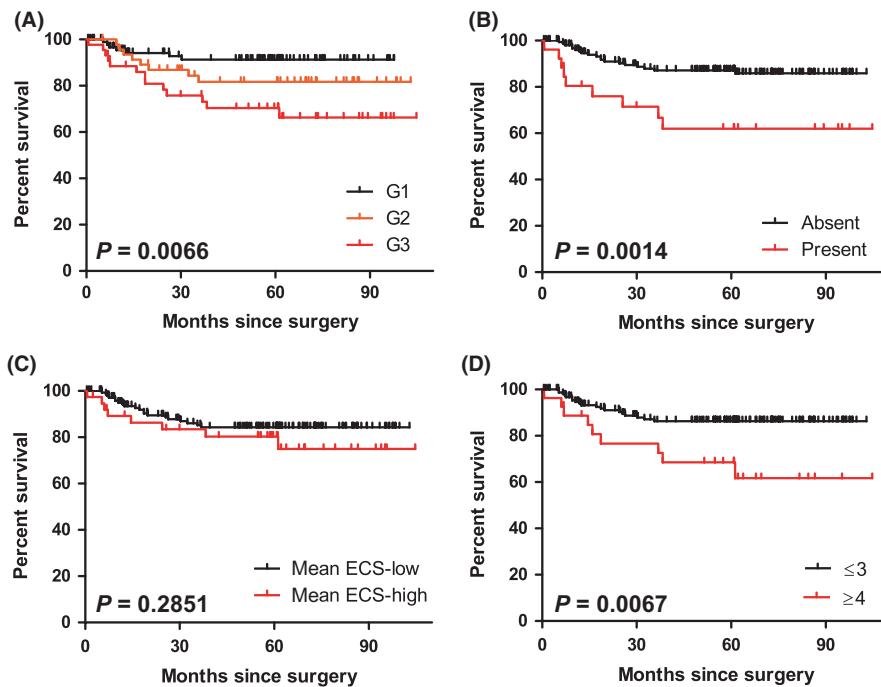 (A)
Percent survival
100
80
60
40
20
0
G1
G2
G3
P = 0.0066
0 30 60 90
Months since surgery
(B)
Percent survival
100
80
60
40
20
0
Absent
Present
P = 0.0014
0 30 60 90
Months since surgery
(C)
Percent survival
100
80
60
40
20
0
Mean ECS-low
Mean ECS-high
P = 0.2851
0 30 60 90
Months since surgery
(D)
Percent survival
100
80
60
40
20
0
≤3
≥4
P = 0.0067
0 30 60 90
Months since surgery